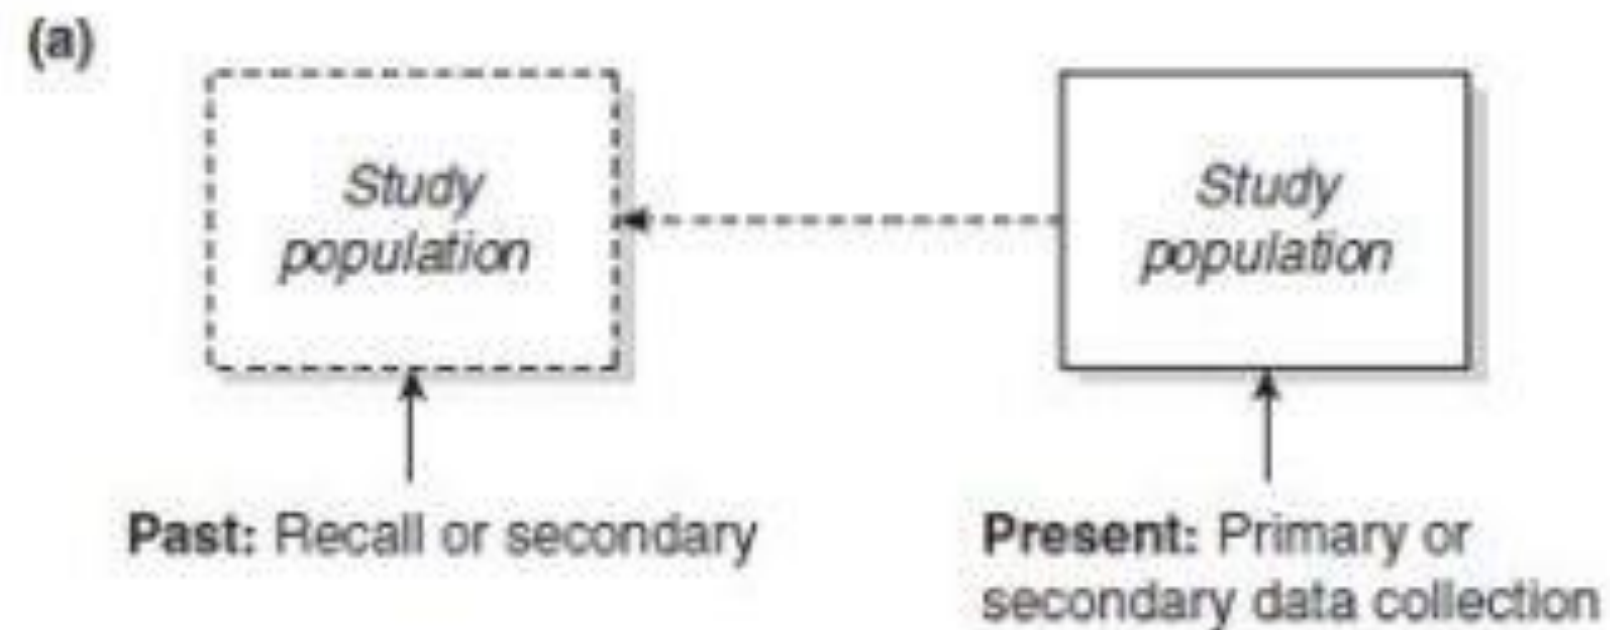 (a)
Study
population
Study
population
Past: Recall or secondary
Present: Primary or
secondary data collection